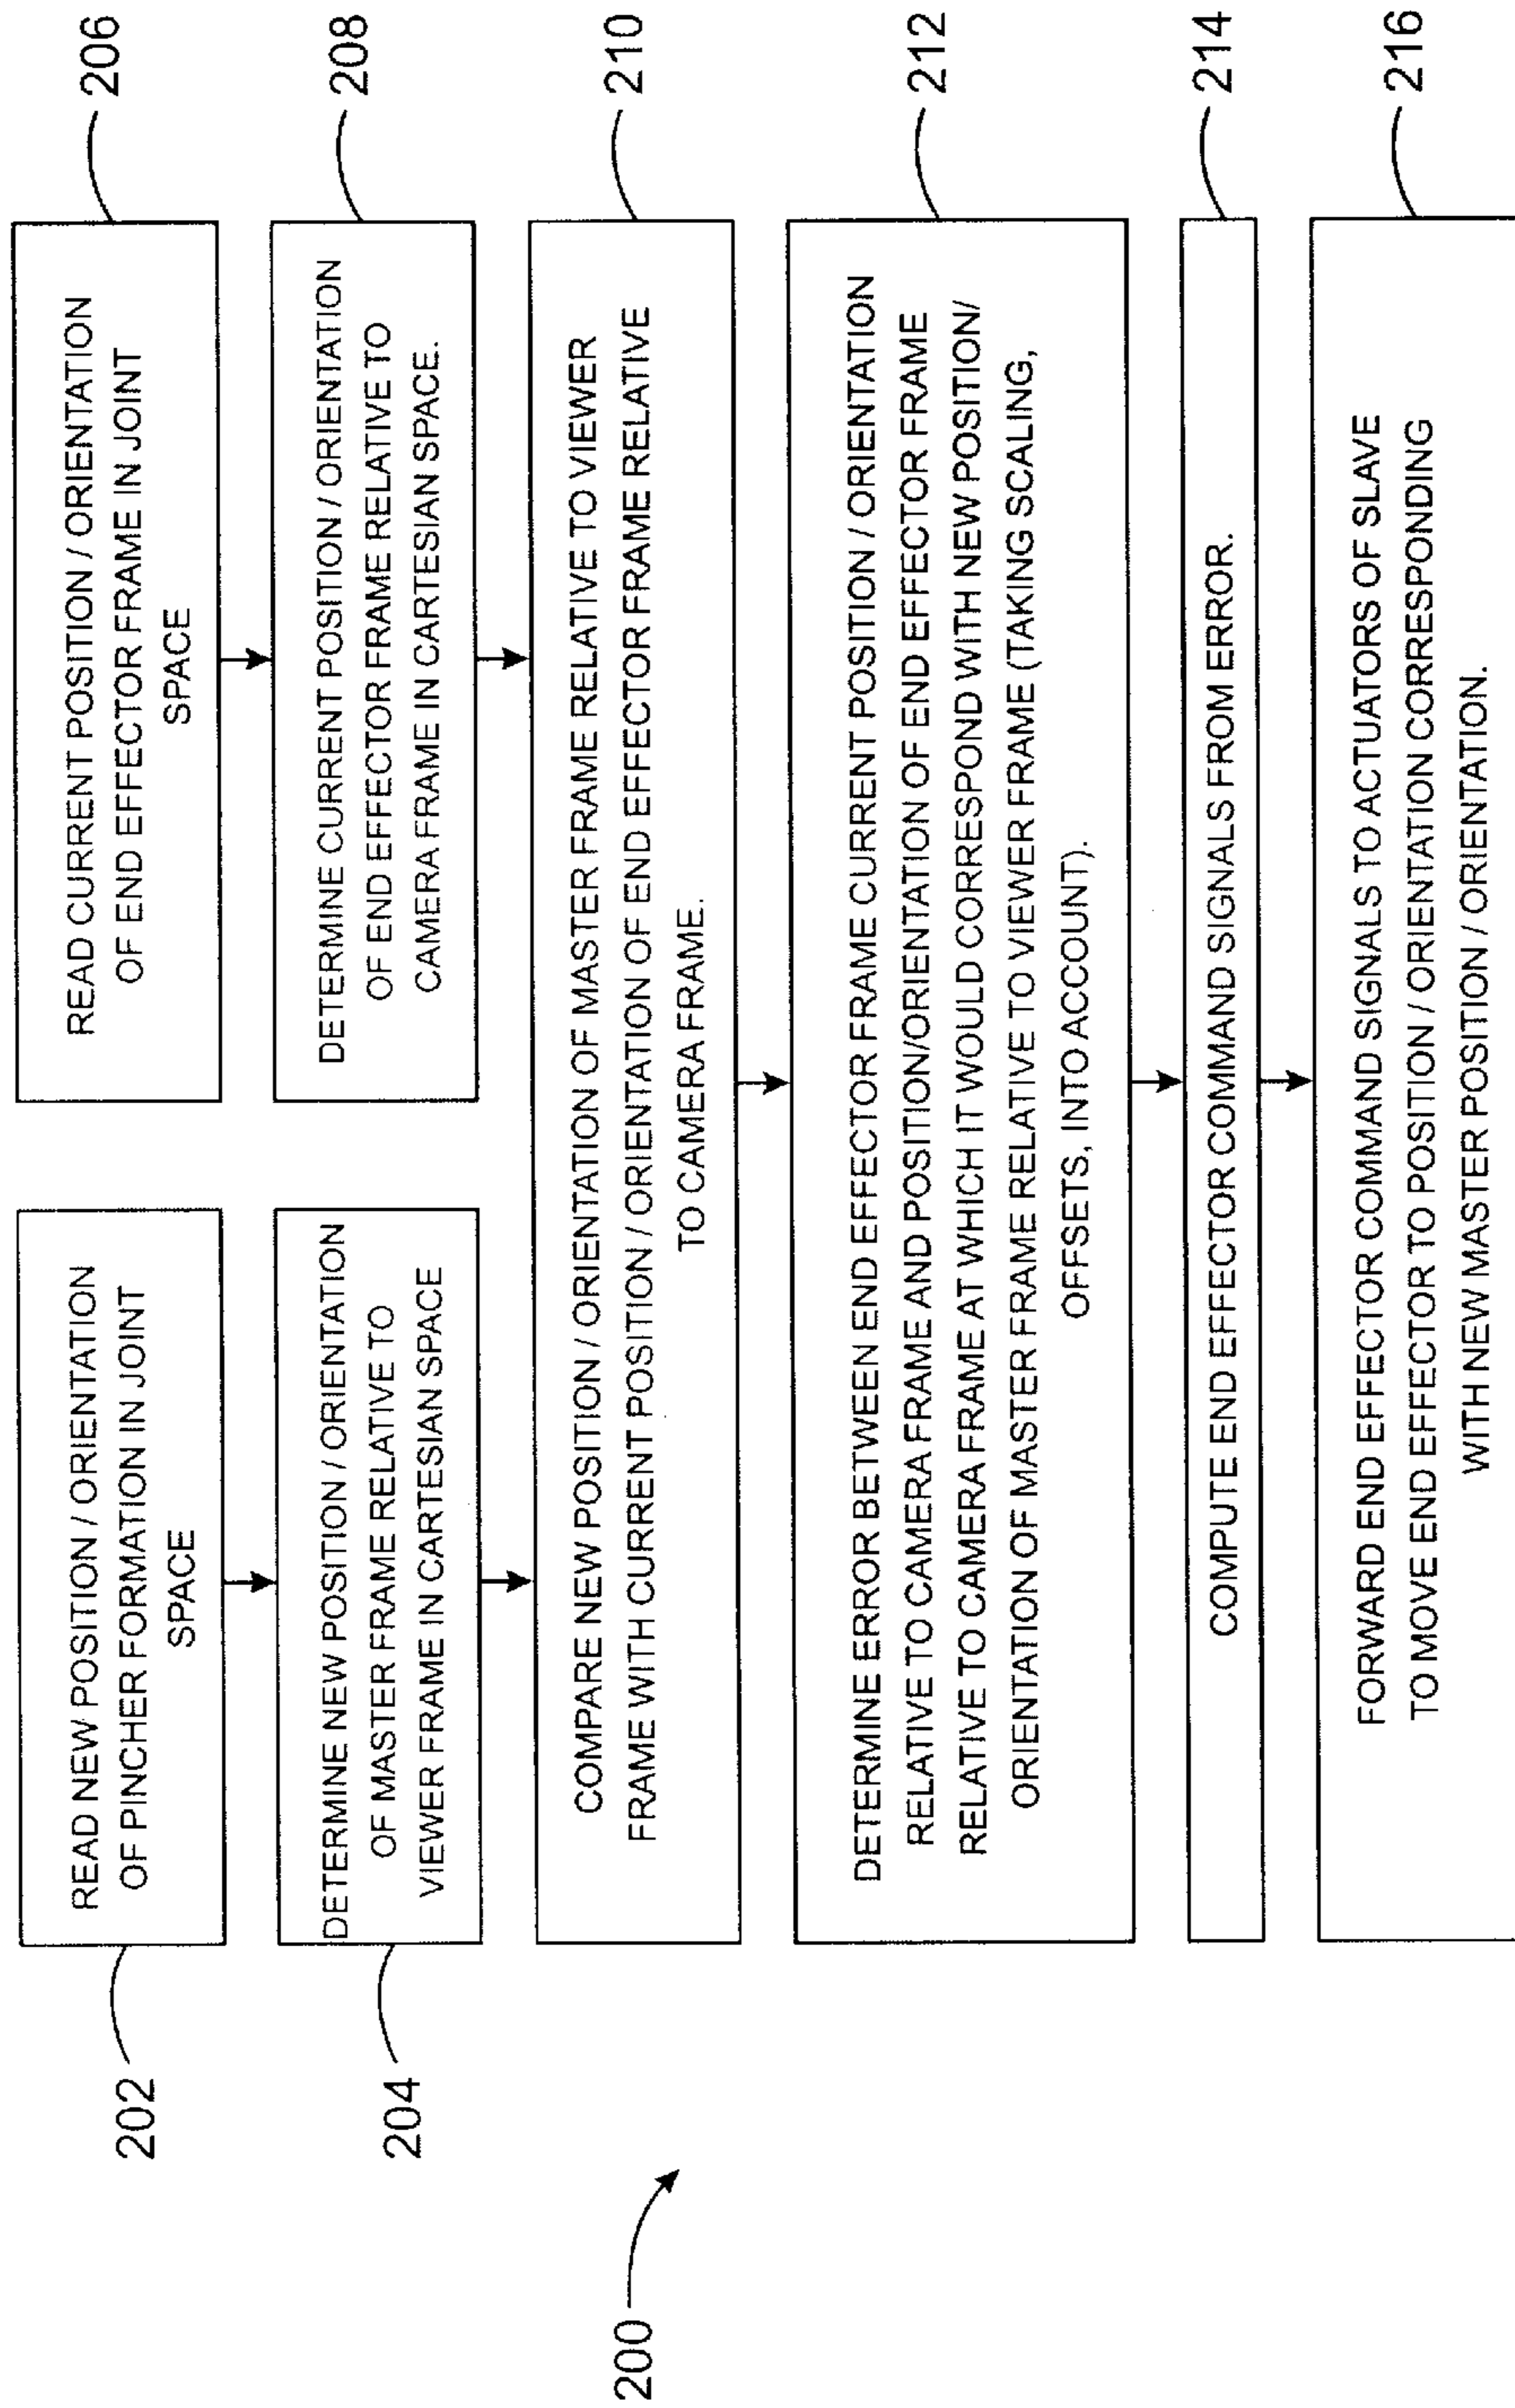 200
202
READ NEW POSITION / ORIENTATION
OF PINCHER FORMATION IN JOINT
SPACE
206
READ CURRENT POSITION / ORIENTATION
OF END EFFECTOR FRAME IN JOINT
SPACE
204
DETERMINE NEW POSITION / ORIENTATION
OF MASTER FRAME RELATIVE TO
VIEWER FRAME IN CARTESIAN SPACE
208
DETERMINE CURRENT POSITION / ORIENTATION
OF END EFFECTOR FRAME RELATIVE TO
CAMERA FRAME IN CARTESIAN SPACE.
210
COMPARE NEW POSITION / ORIENTATION OF MASTER FRAME RELATIVE TO VIEWER
FRAME WITH CURRENT POSITION / ORIENTATION OF END EFFECTOR FRAME RELATIVE
TO CAMERA FRAME.
212
DETERMINE ERROR BETWEEN END EFFECTOR FRAME CURRENT POSITION / ORIENTATION
RELATIVE TO CAMERA FRAME AND POSITION/ORIENTATION OF END EFFECTOR FRAME
RELATIVE TO CAMERA FRAME AT WHICH IT WOULD CORRESPOND WITH NEW POSITION/
ORIENTATION OF MASTER FRAME RELATIVE TO VIEWER FRAME (TAKING SCALING,
OFFSETS, INTO ACCOUNT).
214
COMPUTE END EFFECTOR COMMAND SIGNALS FROM ERROR.
216
FORWARD END EFFECTOR COMMAND SIGNALS TO ACTUATORS OF SLAVE
TO MOVE END EFFECTOR TO POSITION / ORIENTATION CORRESPONDING
WITH NEW MASTER POSITION / ORIENTATION.